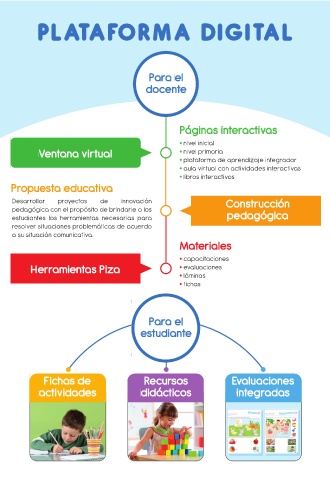 PLATAFORMA DIGITAL
Para el
docente
Páginas interactivas
• nivel inicial
• nivel primaria
• plataforma de aprendizaje integrador
• aula virtual con actividades interactivas
• libros interactivos
Ventana virtual
Propuesta educativa
Desarrollar proyectos de innovación
pedagógica con el propósito de brindarle a los
estudiantes las herramientas necesarias para
resolver situaciones problemáticas de acuerdo
a su situación comunicativa.
Construcción
pedagógica
Materiales
• capacitaciones
• evaluaciones
• láminas
• fichas
Herramientas Piza
Para el
estudiante
Fichas de
actividades
Recursos
didácticos
Evaluaciones
integradas